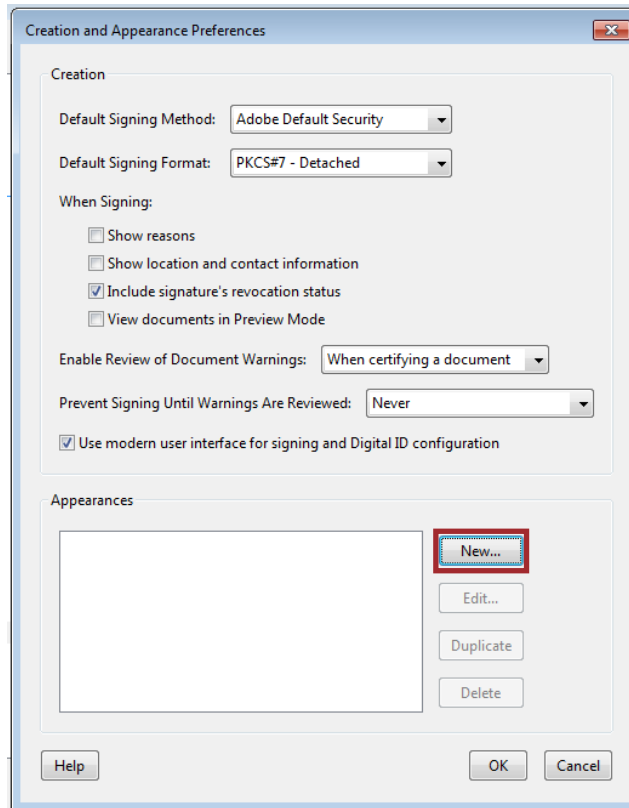 Creation and Appearance Preferences
Creation
Default Signing Method: Adobe Default Security
Default Signing Format: PKCS#7 - Detached
When Signing:
Show reasons
Show location and contact information
Include signature's revocation status
View documents in Preview Mode
Enable Review of Document Warnings: When certifying a document
Prevent Signing Until Warnings Are Reviewed: Never
Use modern user interface for signing and Digital ID configuration
Appearances
New...
Edit...
Duplicate
Delete
Help OK Cancel